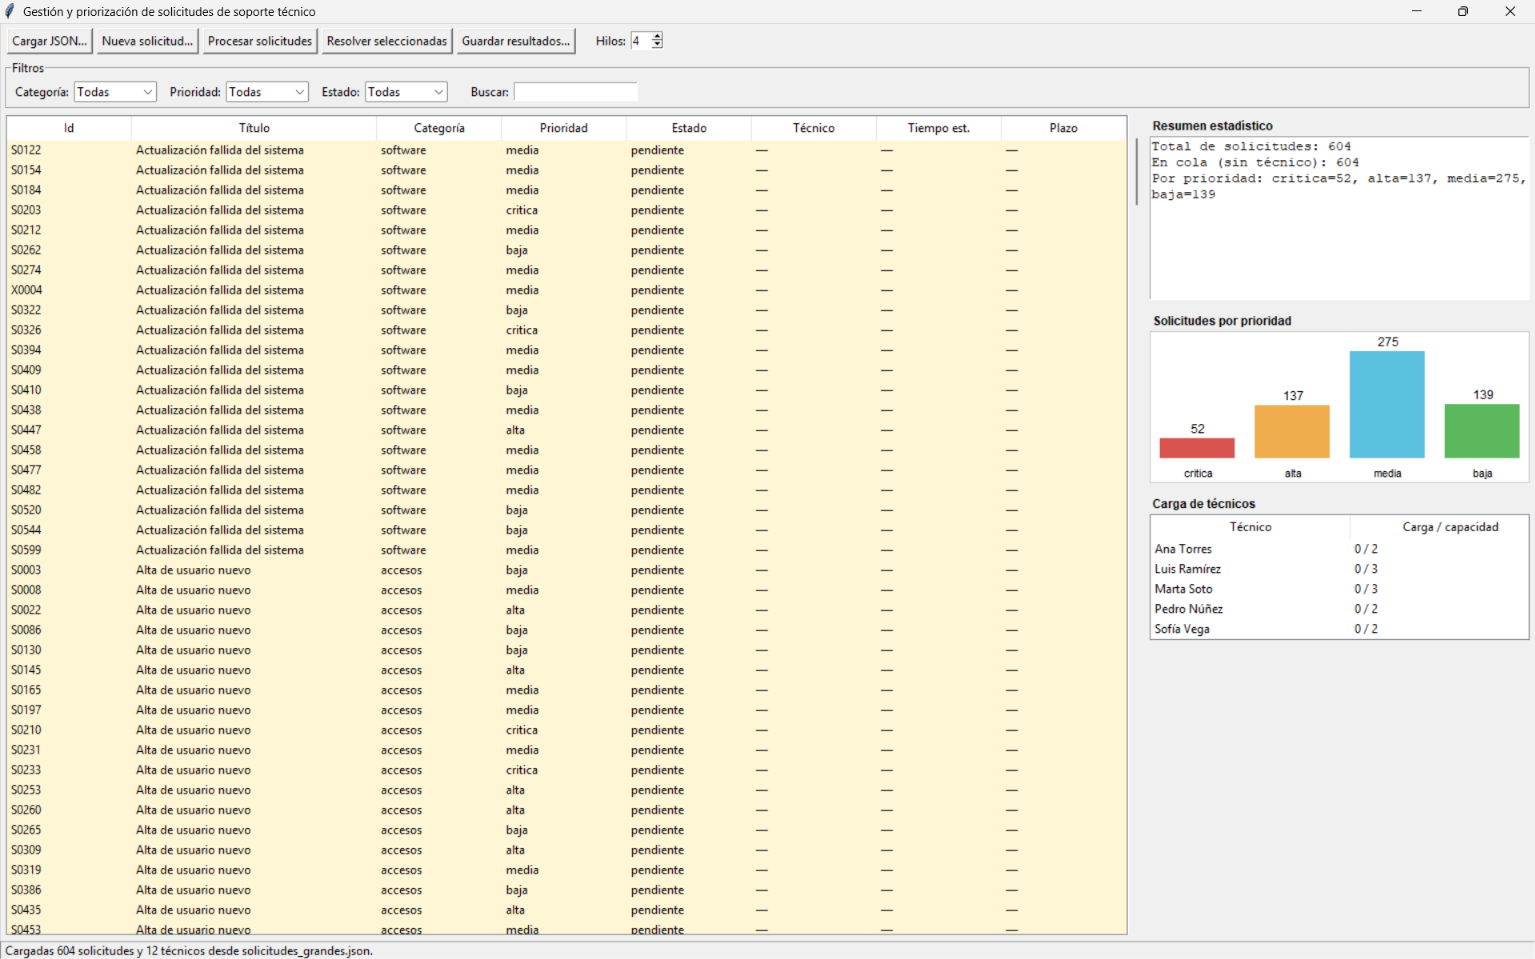 Gestión y priorización de solicitudes de soporte técnico
Cargar JSON... Nueva solicitud... Procesar solicitudes Resolver seleccionadas Guardar resultados... Hilos: 4
Filtros
Categoría: Todas Prioridad: Todas Estado: Todas Buscar:
Id Título Categoría Prioridad Estado Técnico Tiempo est. Plazo
S0122 Actualización fallida del sistema software media pendiente — — —
S0154 Actualización fallida del sistema software media pendiente — — —
S0184 Actualización fallida del sistema software media pendiente — — —
S0203 Actualización fallida del sistema software critica pendiente — — —
S0212 Actualización fallida del sistema software media pendiente — — —
S0262 Actualización fallida del sistema software baja pendiente — — —
S0274 Actualización fallida del sistema software media pendiente — — —
X0004 Actualización fallida del sistema software media pendiente — — —
S0322 Actualización fallida del sistema software baja pendiente — — —
S0326 Actualización fallida del sistema software critica pendiente — — —
S0394 Actualización fallida del sistema software media pendiente — — —
S0409 Actualización fallida del sistema software media pendiente — — —
S0410 Actualización fallida del sistema software baja pendiente — — —
S0438 Actualización fallida del sistema software media pendiente — — —
S0447 Actualización fallida del sistema software alta pendiente — — —
S0458 Actualización fallida del sistema software media pendiente — — —
S0477 Actualización fallida del sistema software media pendiente — — —
S0482 Actualización fallida del sistema software media pendiente — — —
S0520 Actualización fallida del sistema software baja pendiente — — —
S0544 Actualización fallida del sistema software baja pendiente — — —
S0599 Actualización fallida del sistema software media pendiente — — —
S0003 Alta de usuario nuevo accesos baja pendiente — — —
S0008 Alta de usuario nuevo accesos media pendiente — — —
S0022 Alta de usuario nuevo accesos alta pendiente — — —
S0086 Alta de usuario nuevo accesos baja pendiente — — —
S0130 Alta de usuario nuevo accesos baja pendiente — — —
S0145 Alta de usuario nuevo accesos alta pendiente — — —
S0165 Alta de usuario nuevo accesos media pendiente — — —
S0197 Alta de usuario nuevo accesos media pendiente — — —
S0210 Alta de usuario nuevo accesos critica pendiente — — —
S0231 Alta de usuario nuevo accesos media pendiente — — —
S0233 Alta de usuario nuevo accesos critica pendiente — — —
S0253 Alta de usuario nuevo accesos alta pendiente — — —
S0260 Alta de usuario nuevo accesos alta pendiente — — —
S0265 Alta de usuario nuevo accesos baja pendiente — — —
S0309 Alta de usuario nuevo accesos alta pendiente — — —
S0319 Alta de usuario nuevo accesos media pendiente — — —
S0386 Alta de usuario nuevo accesos baja pendiente — — —
S0435 Alta de usuario nuevo accesos alta pendiente — — —
S0453 Alta de usuario nuevo accesos media pendiente — — —
Resumen estadístico
Total de solicitudes: 604
En cola (sin técnico): 604
Por prioridad: critica=52, alta=137, media=275,
baja=139
Solicitudes por prioridad
52 137 275 139
critica alta media baja
Carga de técnicos
Técnico Carga / capacidad
Ana Torres 0 / 2
Luis Ramírez 0 / 3
Marta Soto 0 / 3
Pedro Núñez 0 / 2
Sofía Vega 0 / 2
Cargadas 604 solicitudes y 12 técnicos desde solicitudes_grandes.json.